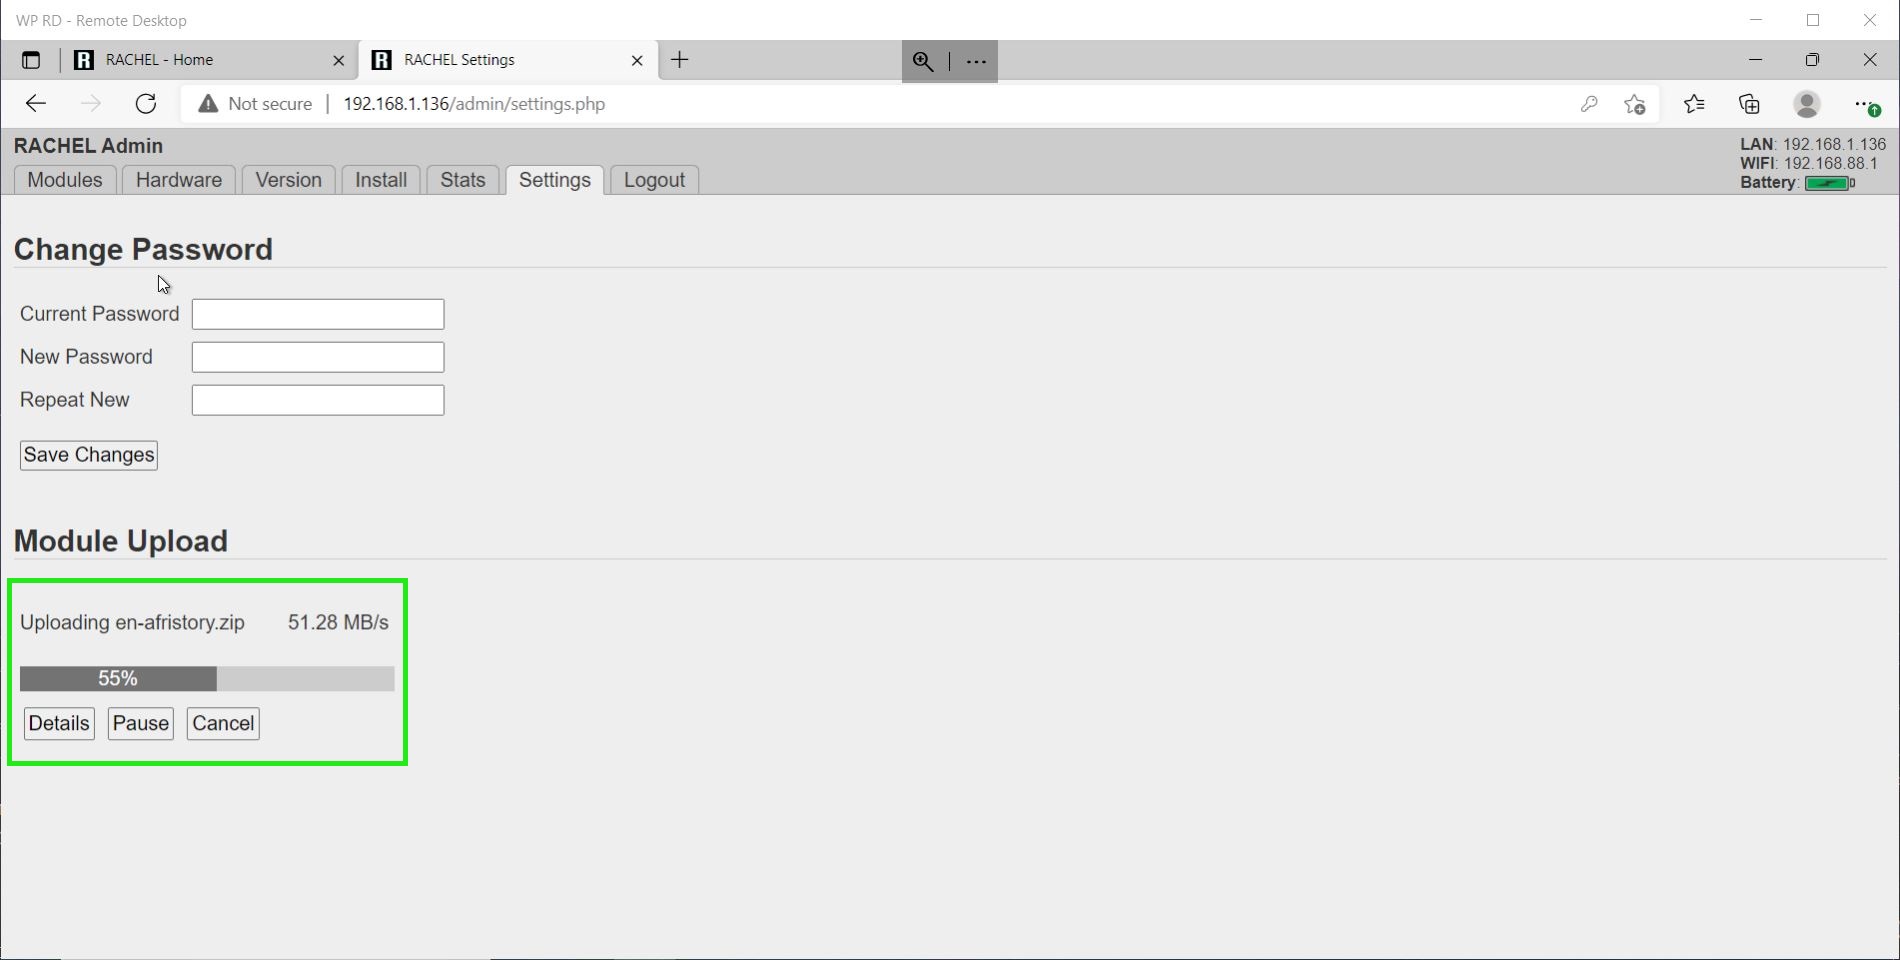 WP RD - Remote Desktop
R RACHEL - Home R RACHEL Settings
Not secure 192.168.1.136/admin/settings.php
RACHEL Admin
Modules Hardware Version Install Stats Settings Logout
LAN: 192.168.1.136
WIFI: 192.168.88.1
Battery:
Change Password
Current Password
New Password
Repeat New
Save Changes
Module Upload
Uploading en-afristory.zip 51.28 MB/s
55%
Details Pause Cancel